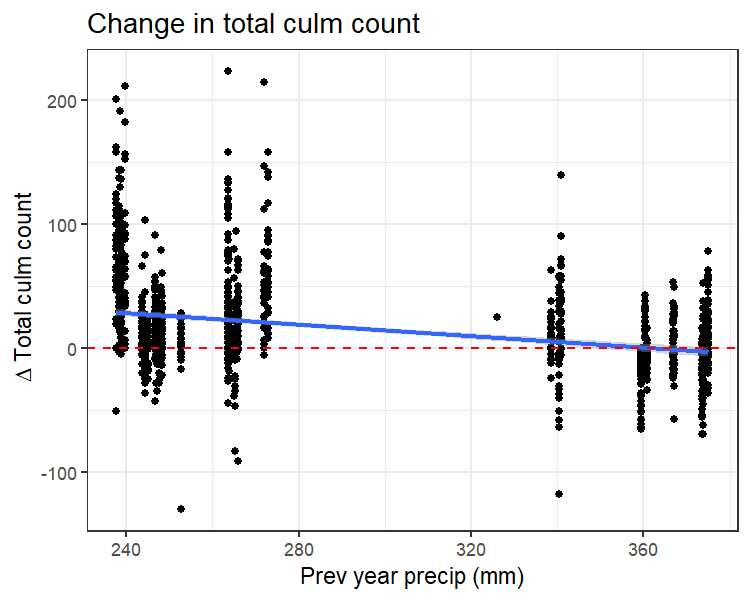 Change in total culm count
Δ Total culm count
200
100
0
-100
240
280
320
360
Prev year precip (mm)